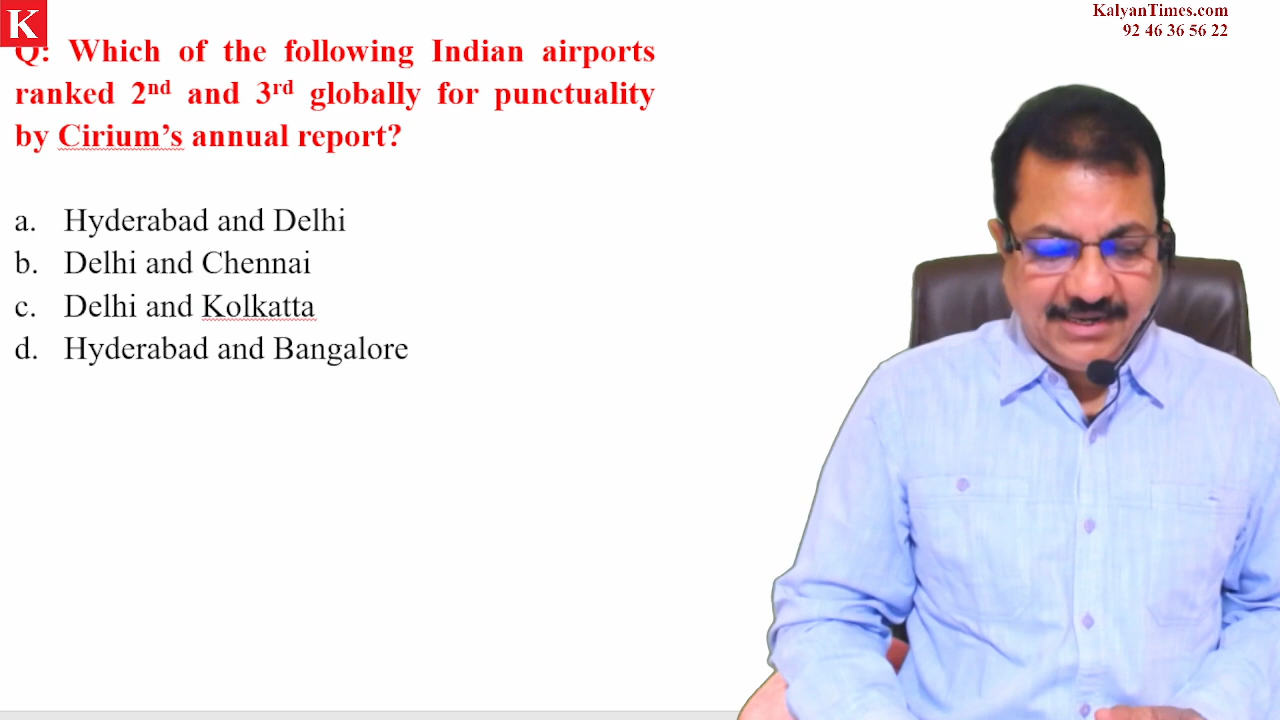 K
KalyanTimes.com
92 46 36 56 22
Q: Which of the following Indian airports
ranked 2nd and 3rd globally for punctuality
by Cirium’s annual report?
a. Hyderabad and Delhi
b. Delhi and Chennai
c. Delhi and Kolkatta
d. Hyderabad and Bangalore